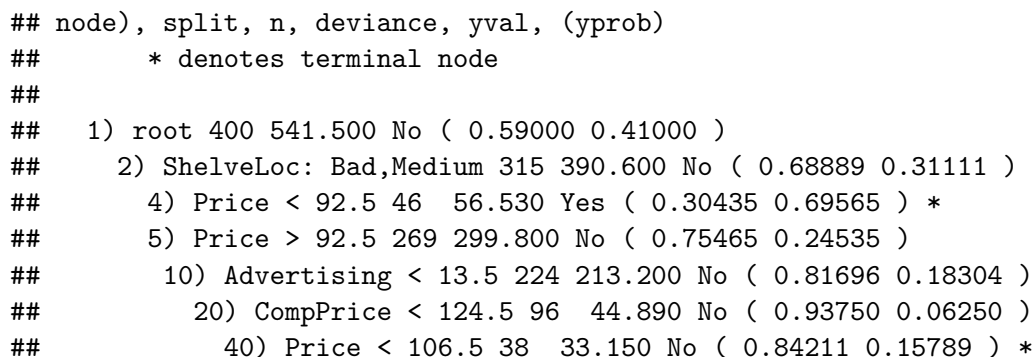 ## node), split, n, deviance, yval, (yprob)
##       * denotes terminal node
##
##   1) root 400 541.500 No ( 0.59000 0.41000 )
##     2) ShelveLoc: Bad,Medium 315 390.600 No ( 0.68889 0.31111 )
##       4) Price < 92.5 46  56.530 Yes ( 0.30435 0.69565 ) *
##       5) Price > 92.5 269 299.800 No ( 0.75465 0.24535 )
##        10) Advertising < 13.5 224 213.200 No ( 0.81696 0.18304 )
##          20) CompPrice < 124.5 96  44.890 No ( 0.93750 0.06250 )
##            40) Price < 106.5 38  33.150 No ( 0.84211 0.15789 ) *